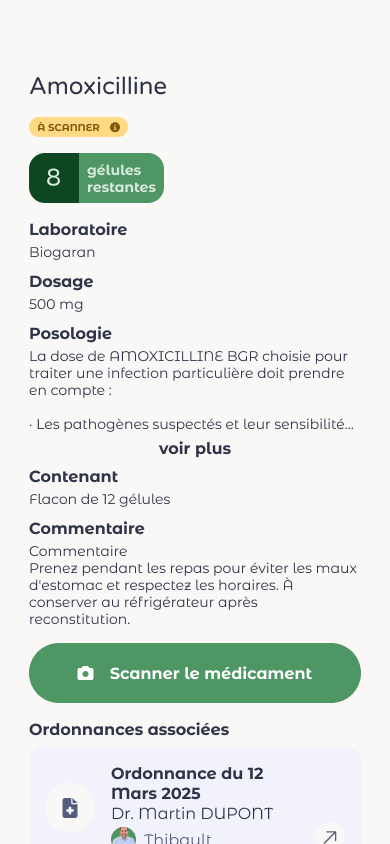 Amoxicilline
À SCANNER
8
gélules
restantes
Laboratoire
Biogaran
Dosage
500 mg
Posologie
La dose de AMOXICILLINE BGR choisie pour
traiter une infection particulière doit prendre
en compte :
· Les pathogènes suspectés et leur sensibilité...
voir plus
Contenant
Flacon de 12 gélules
Commentaire
Commentaire
Prenez pendant les repas pour éviter les maux
d'estomac et respectez les horaires. À
conserver au réfrigérateur après
reconstitution.
Scanner le médicament
Ordonnances associées
Ordonnance du 12
Mars 2025
Dr. Martin DUPONT
Thibault